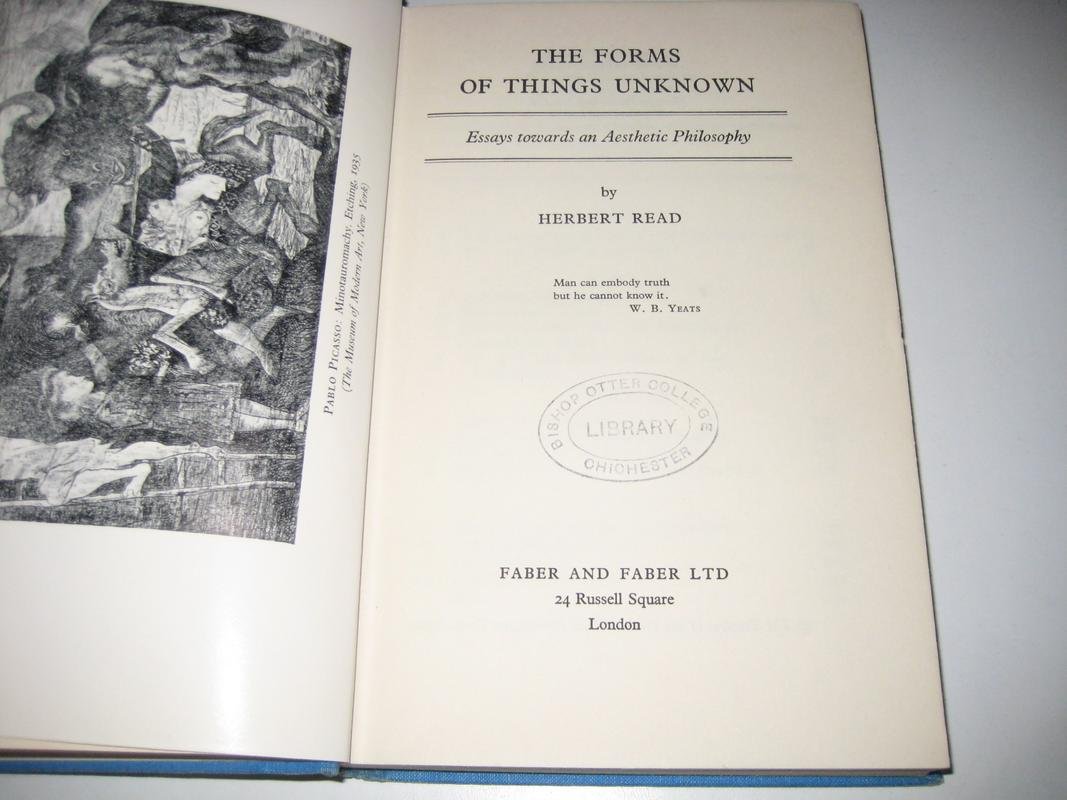 PABLO PICASSO: Minotauromachy. Etching, 1935
(The Museum of Modern Art, New York)
THE FORMS
OF THINGS UNKNOWN
Essays towards an Aesthetic Philosophy
by
HERBERT READ
Man can embody truth
but he cannot know it.
W. B. YEATS
BISHOP OTTER COLLEGE
LIBRARY
CHICHESTER
FABER AND FABER LTD
24 Russell Square
London